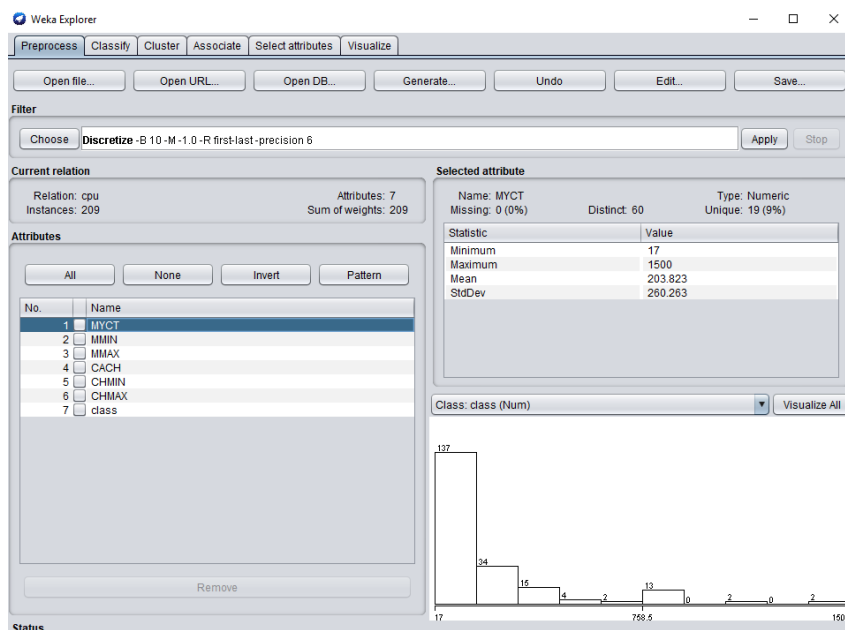 Weka Explorer
Preprocess Classify Cluster Associate Select attributes Visualize
Open file... Open URL... Open DB... Generate... Undo Edit... Save...
Filter
Choose Discretize -B 10 -M -1.0 -R first-last -precision 6 Apply Stop
Current relation
Relation: cpu Attributes: 7
Instances: 209 Sum of weights: 209
Attributes
All None Invert Pattern
No. Name
1 MYCT
2 MMIN
3 MMAX
4 CACH
5 CHMIN
6 CHMAX
7 class
Remove
Status
Selected attribute
Name: MYCT Type: Numeric
Missing: 0 (0%) Distinct: 60 Unique: 19 (9%)
Statistic Value
Minimum 17
Maximum 1500
Mean 203.823
StdDev 260.263
Class: class (Num) Visualize All
137
34
15
4 2 13 0 2 0 2
17 758.5 150